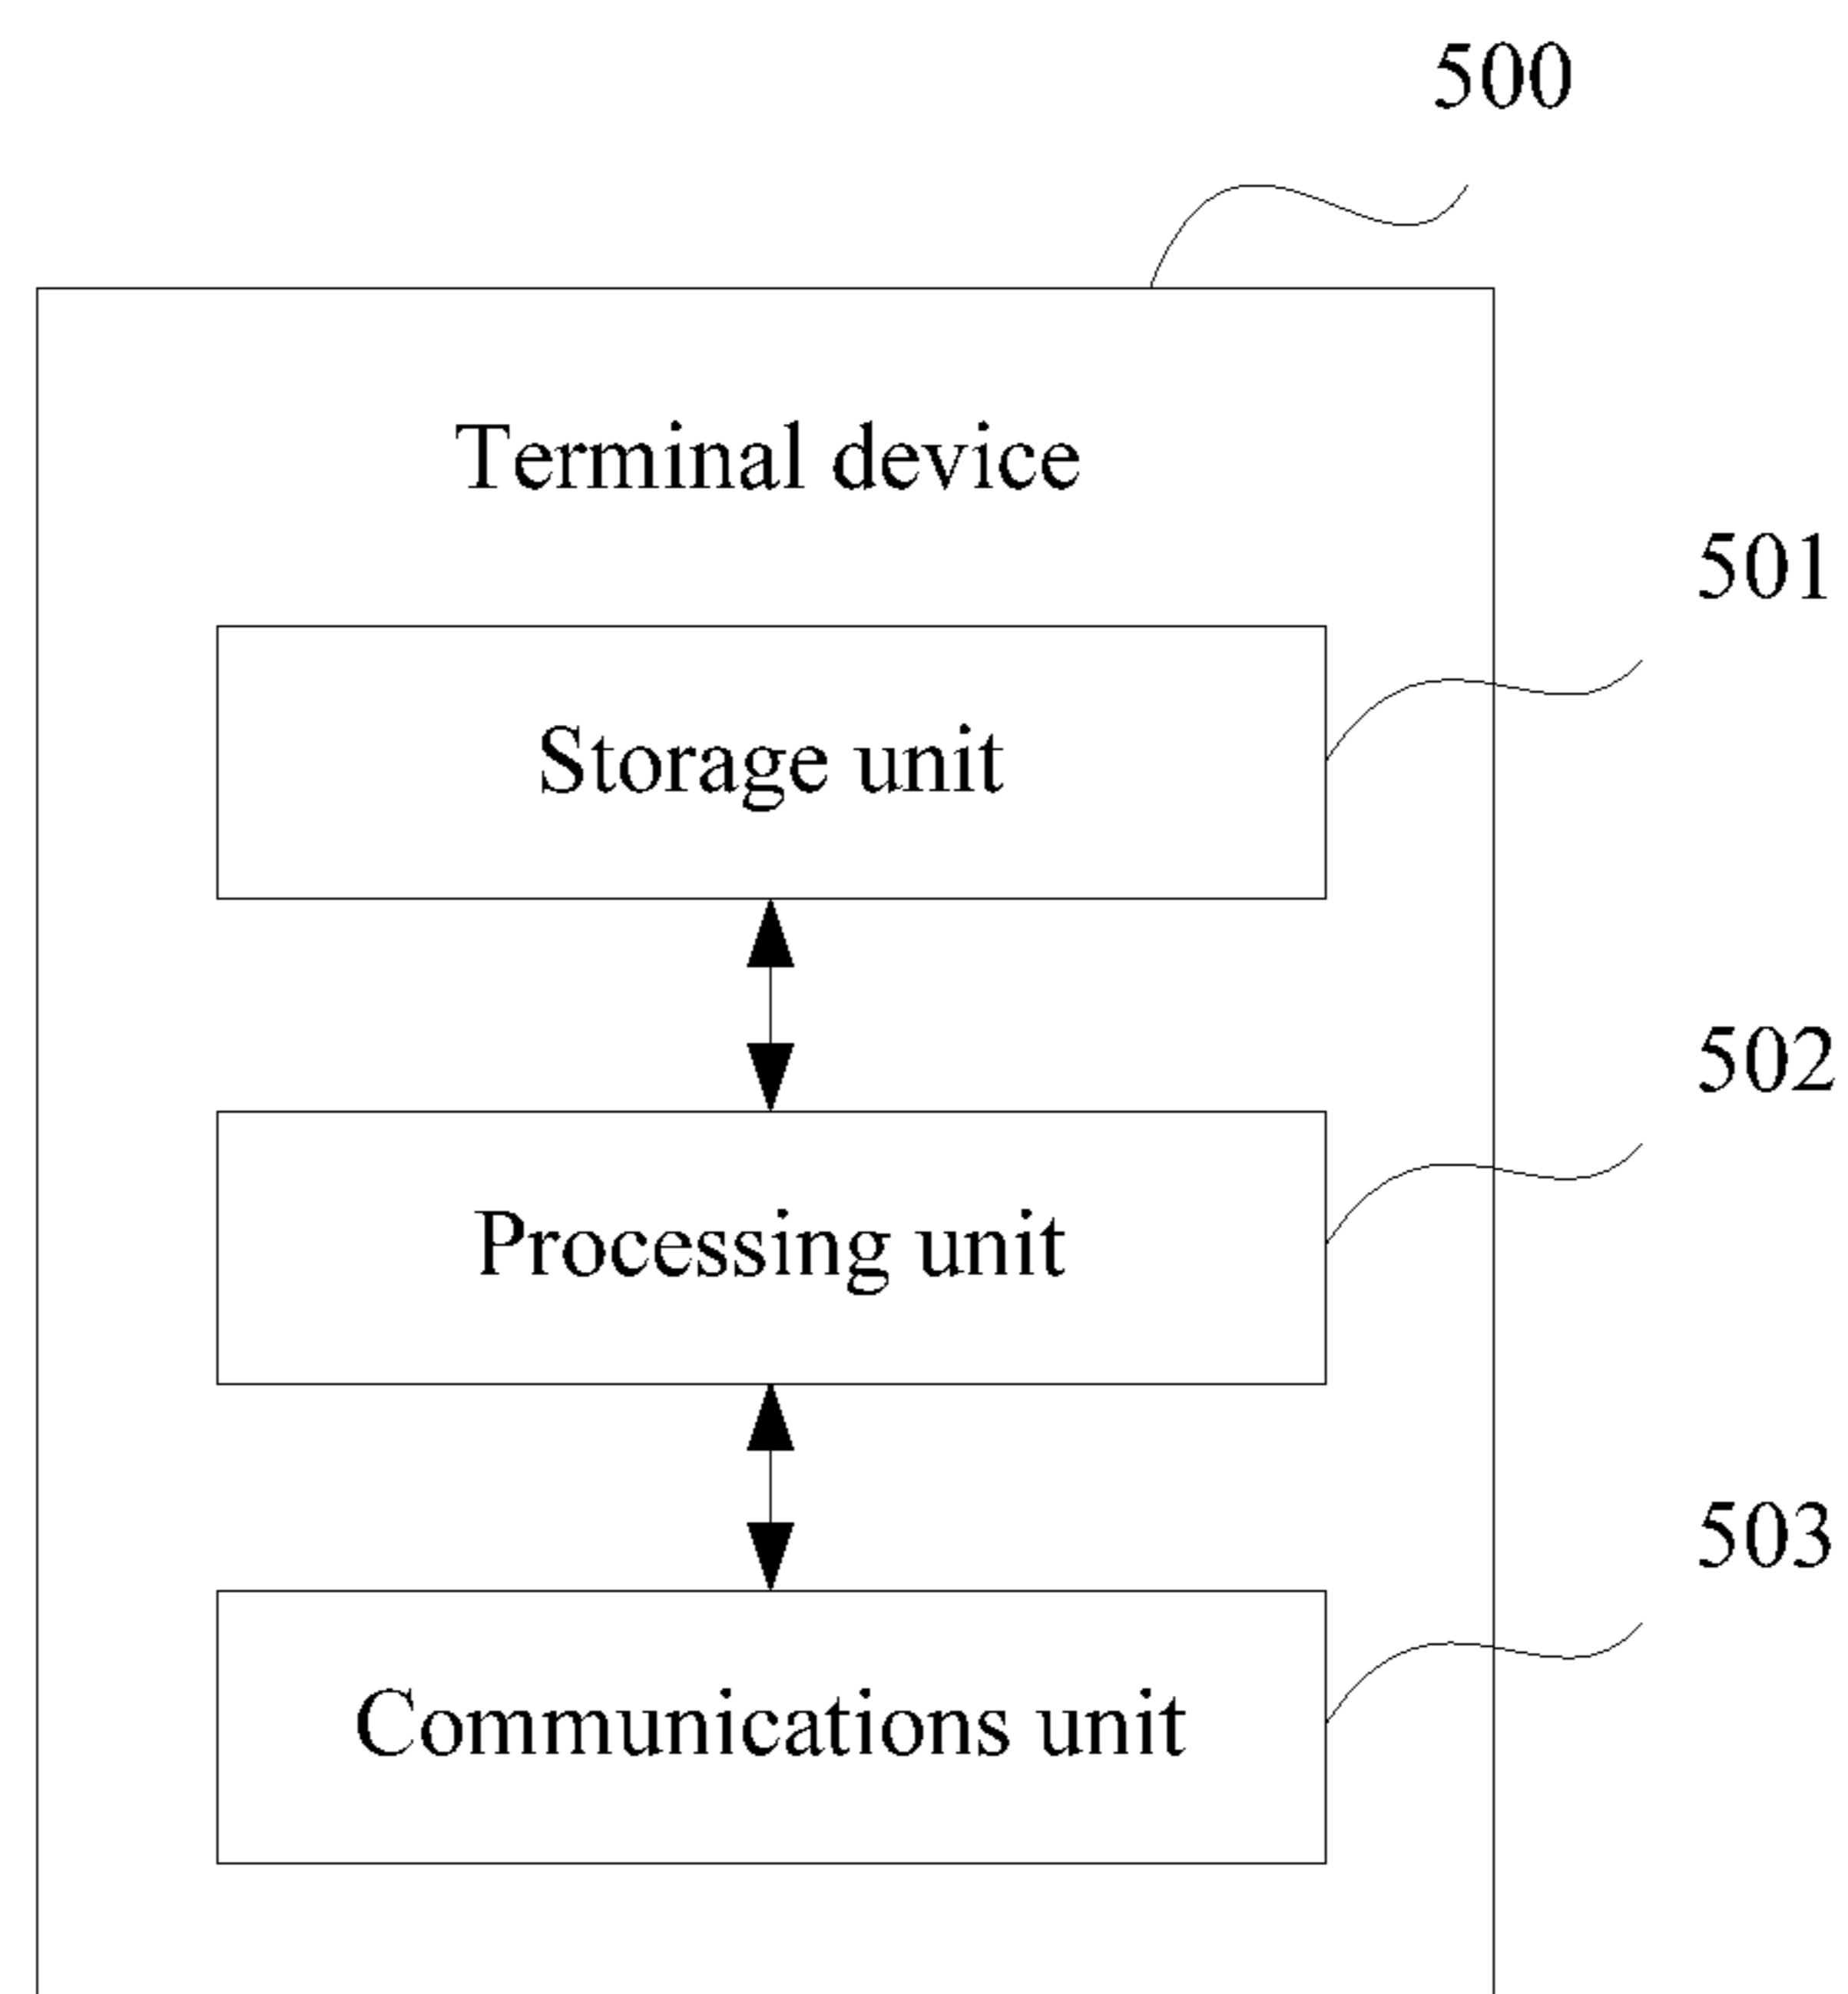 500
Terminal device
501
Storage unit
502
Processing unit
503
Communications unit